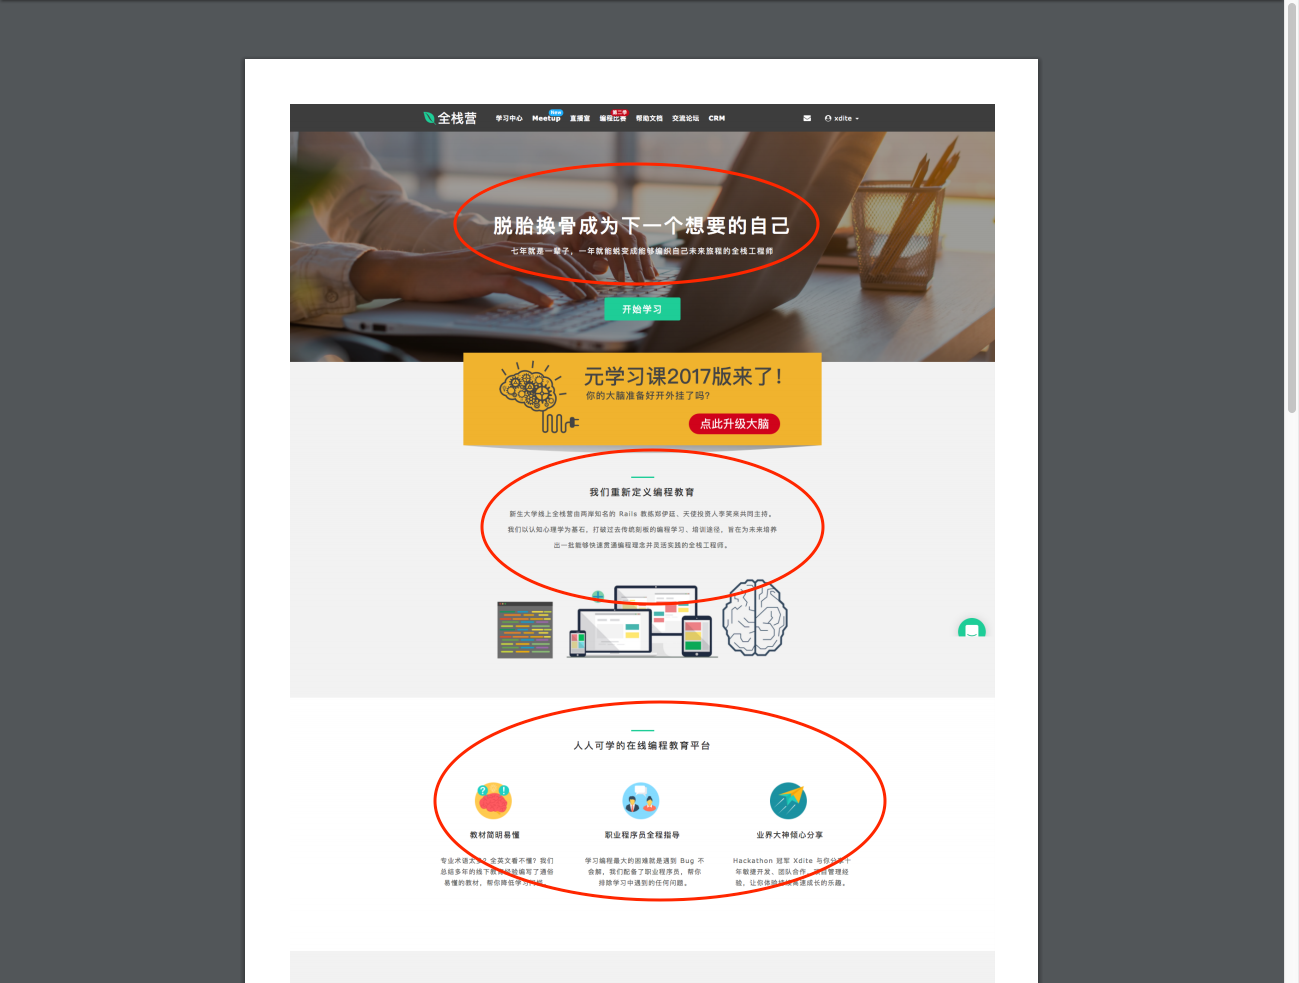 全栈营
学习中心 Meetup New 直播室 编程比赛 第二季 帮助文档 交流论坛 CRM xdite
脱胎换骨成为下一个想要的自己
七年就是一辈子，一年就能蜕变成能够编织自己未来旅程的全栈工程师
开始学习
元学习课2017版来了！
你的大脑准备好开外挂了吗？
点此升级大脑
我们重新定义编程教育
新生大学线上全栈营由两岸知名的 Rails 教练郑伊廷、天使投资人李笑来共同主持。
我们以认知心理学为基石，打破过去传统刻板的编程学习、培训途径，旨在为未来培养
出一批能够快速贯通编程理念并灵活实践的全栈工程师。
人人可学的在线编程教育平台
教材简明易懂
专业术语太多？全英文看不懂？我们
总结多年的线下教育经验编写了通俗
易懂的教材，帮你降低学习门槛。
职业程序员全程指导
学习编程最大的困难就是遇到 Bug 不
会解，我们配备了职业程序员，帮你
排除学习中遇到的任何问题。
业界大神倾心分享
Hackathon 冠军 Xdite 与你分享十
年敏捷开发、团队合作、项目管理经
验，让你体验持续高速成长的乐趣。